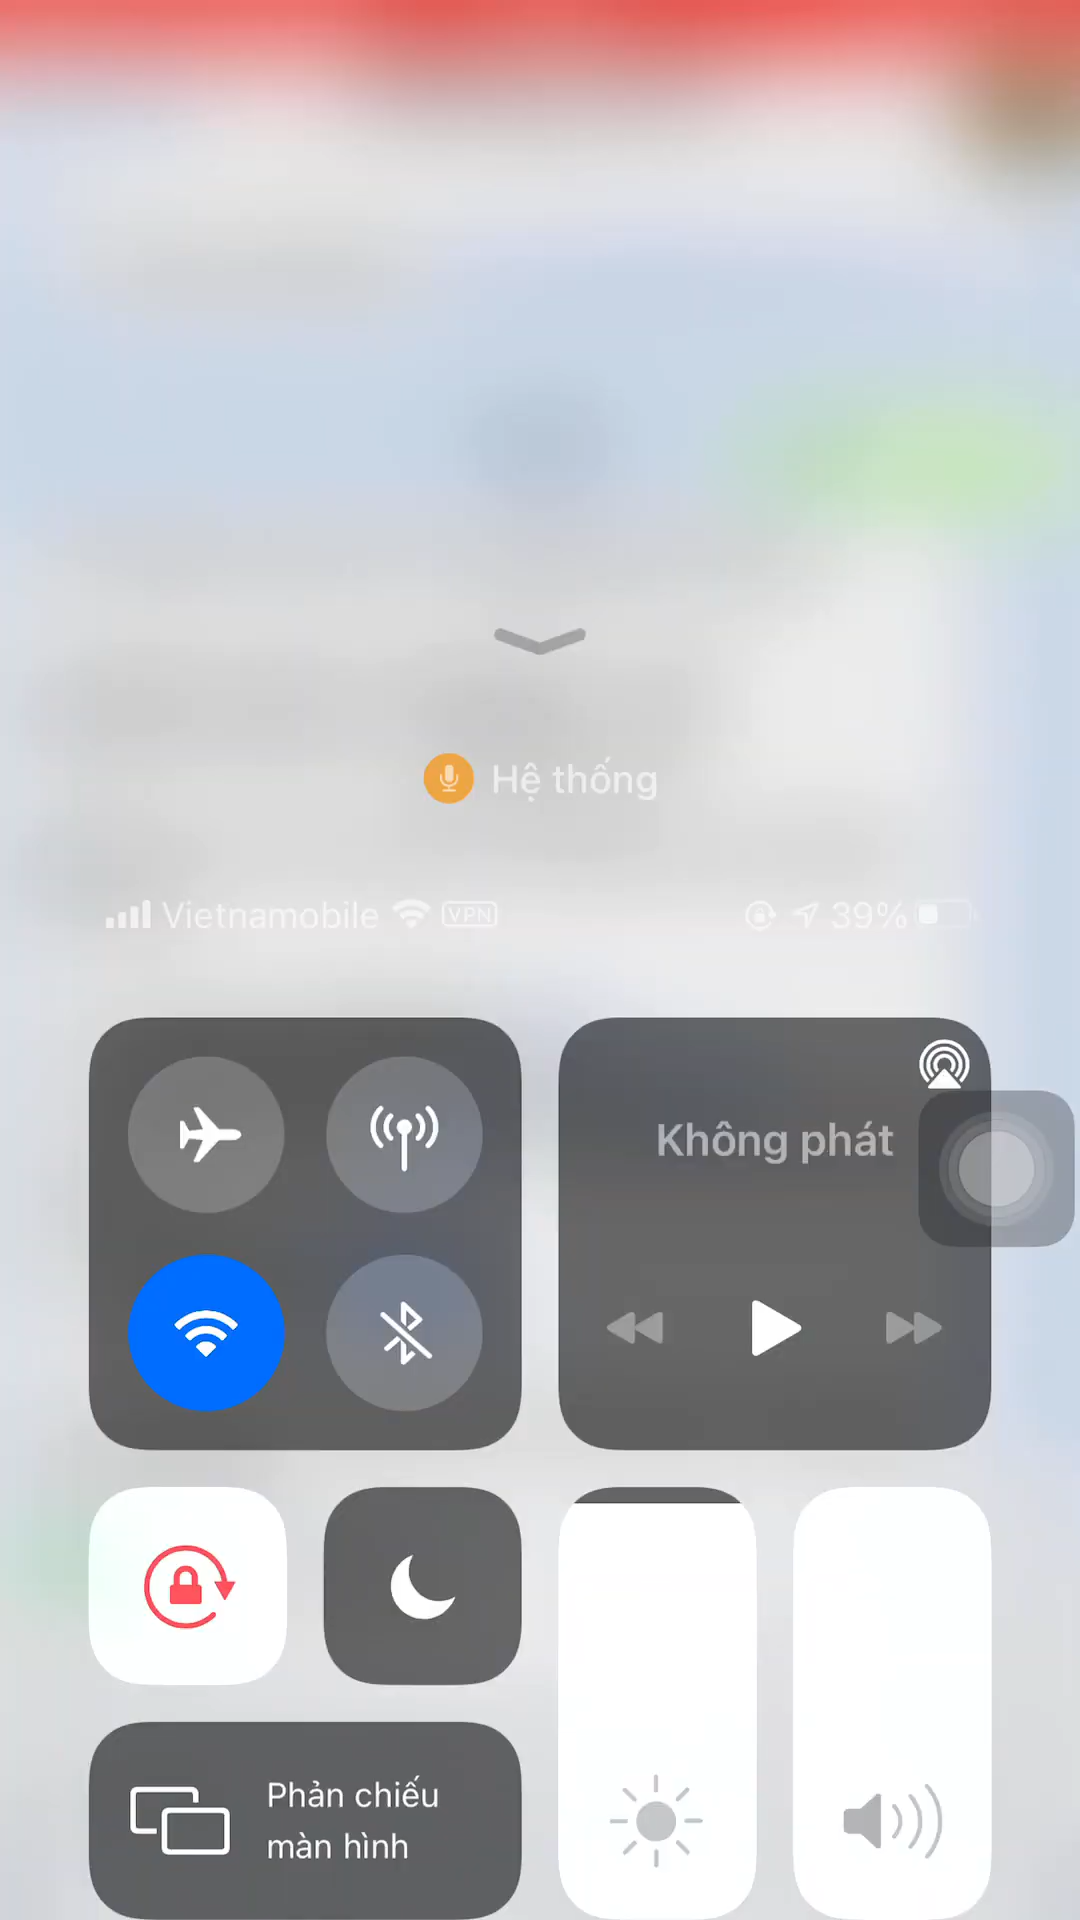 Hệ thống
Vietnamobile VPN 39%
Không phát
Phản chiếu
màn hình